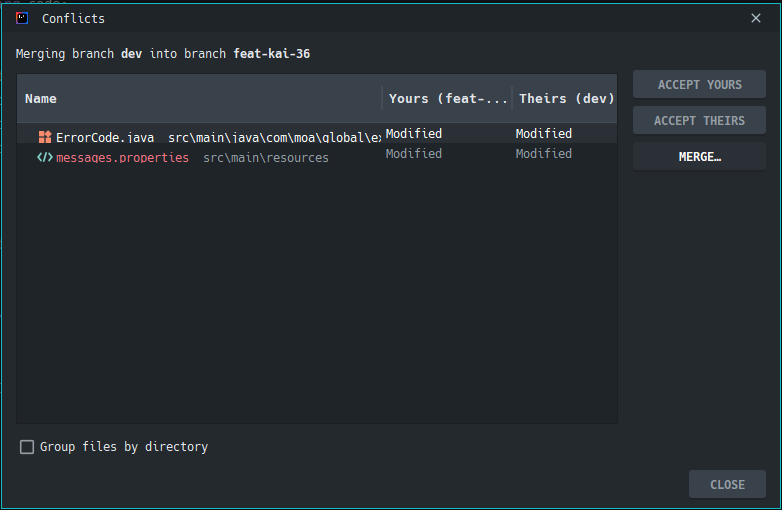 Conflicts
Merging branch dev into branch feat-kai-36
Name Yours (feat-... Theirs (dev)
ErrorCode.java src\main\java\com\moa\global\ex Modified Modified
messages.properties src\main\resources Modified Modified
ACCEPT YOURS
ACCEPT THEIRS
MERGE…
Group files by directory
CLOSE